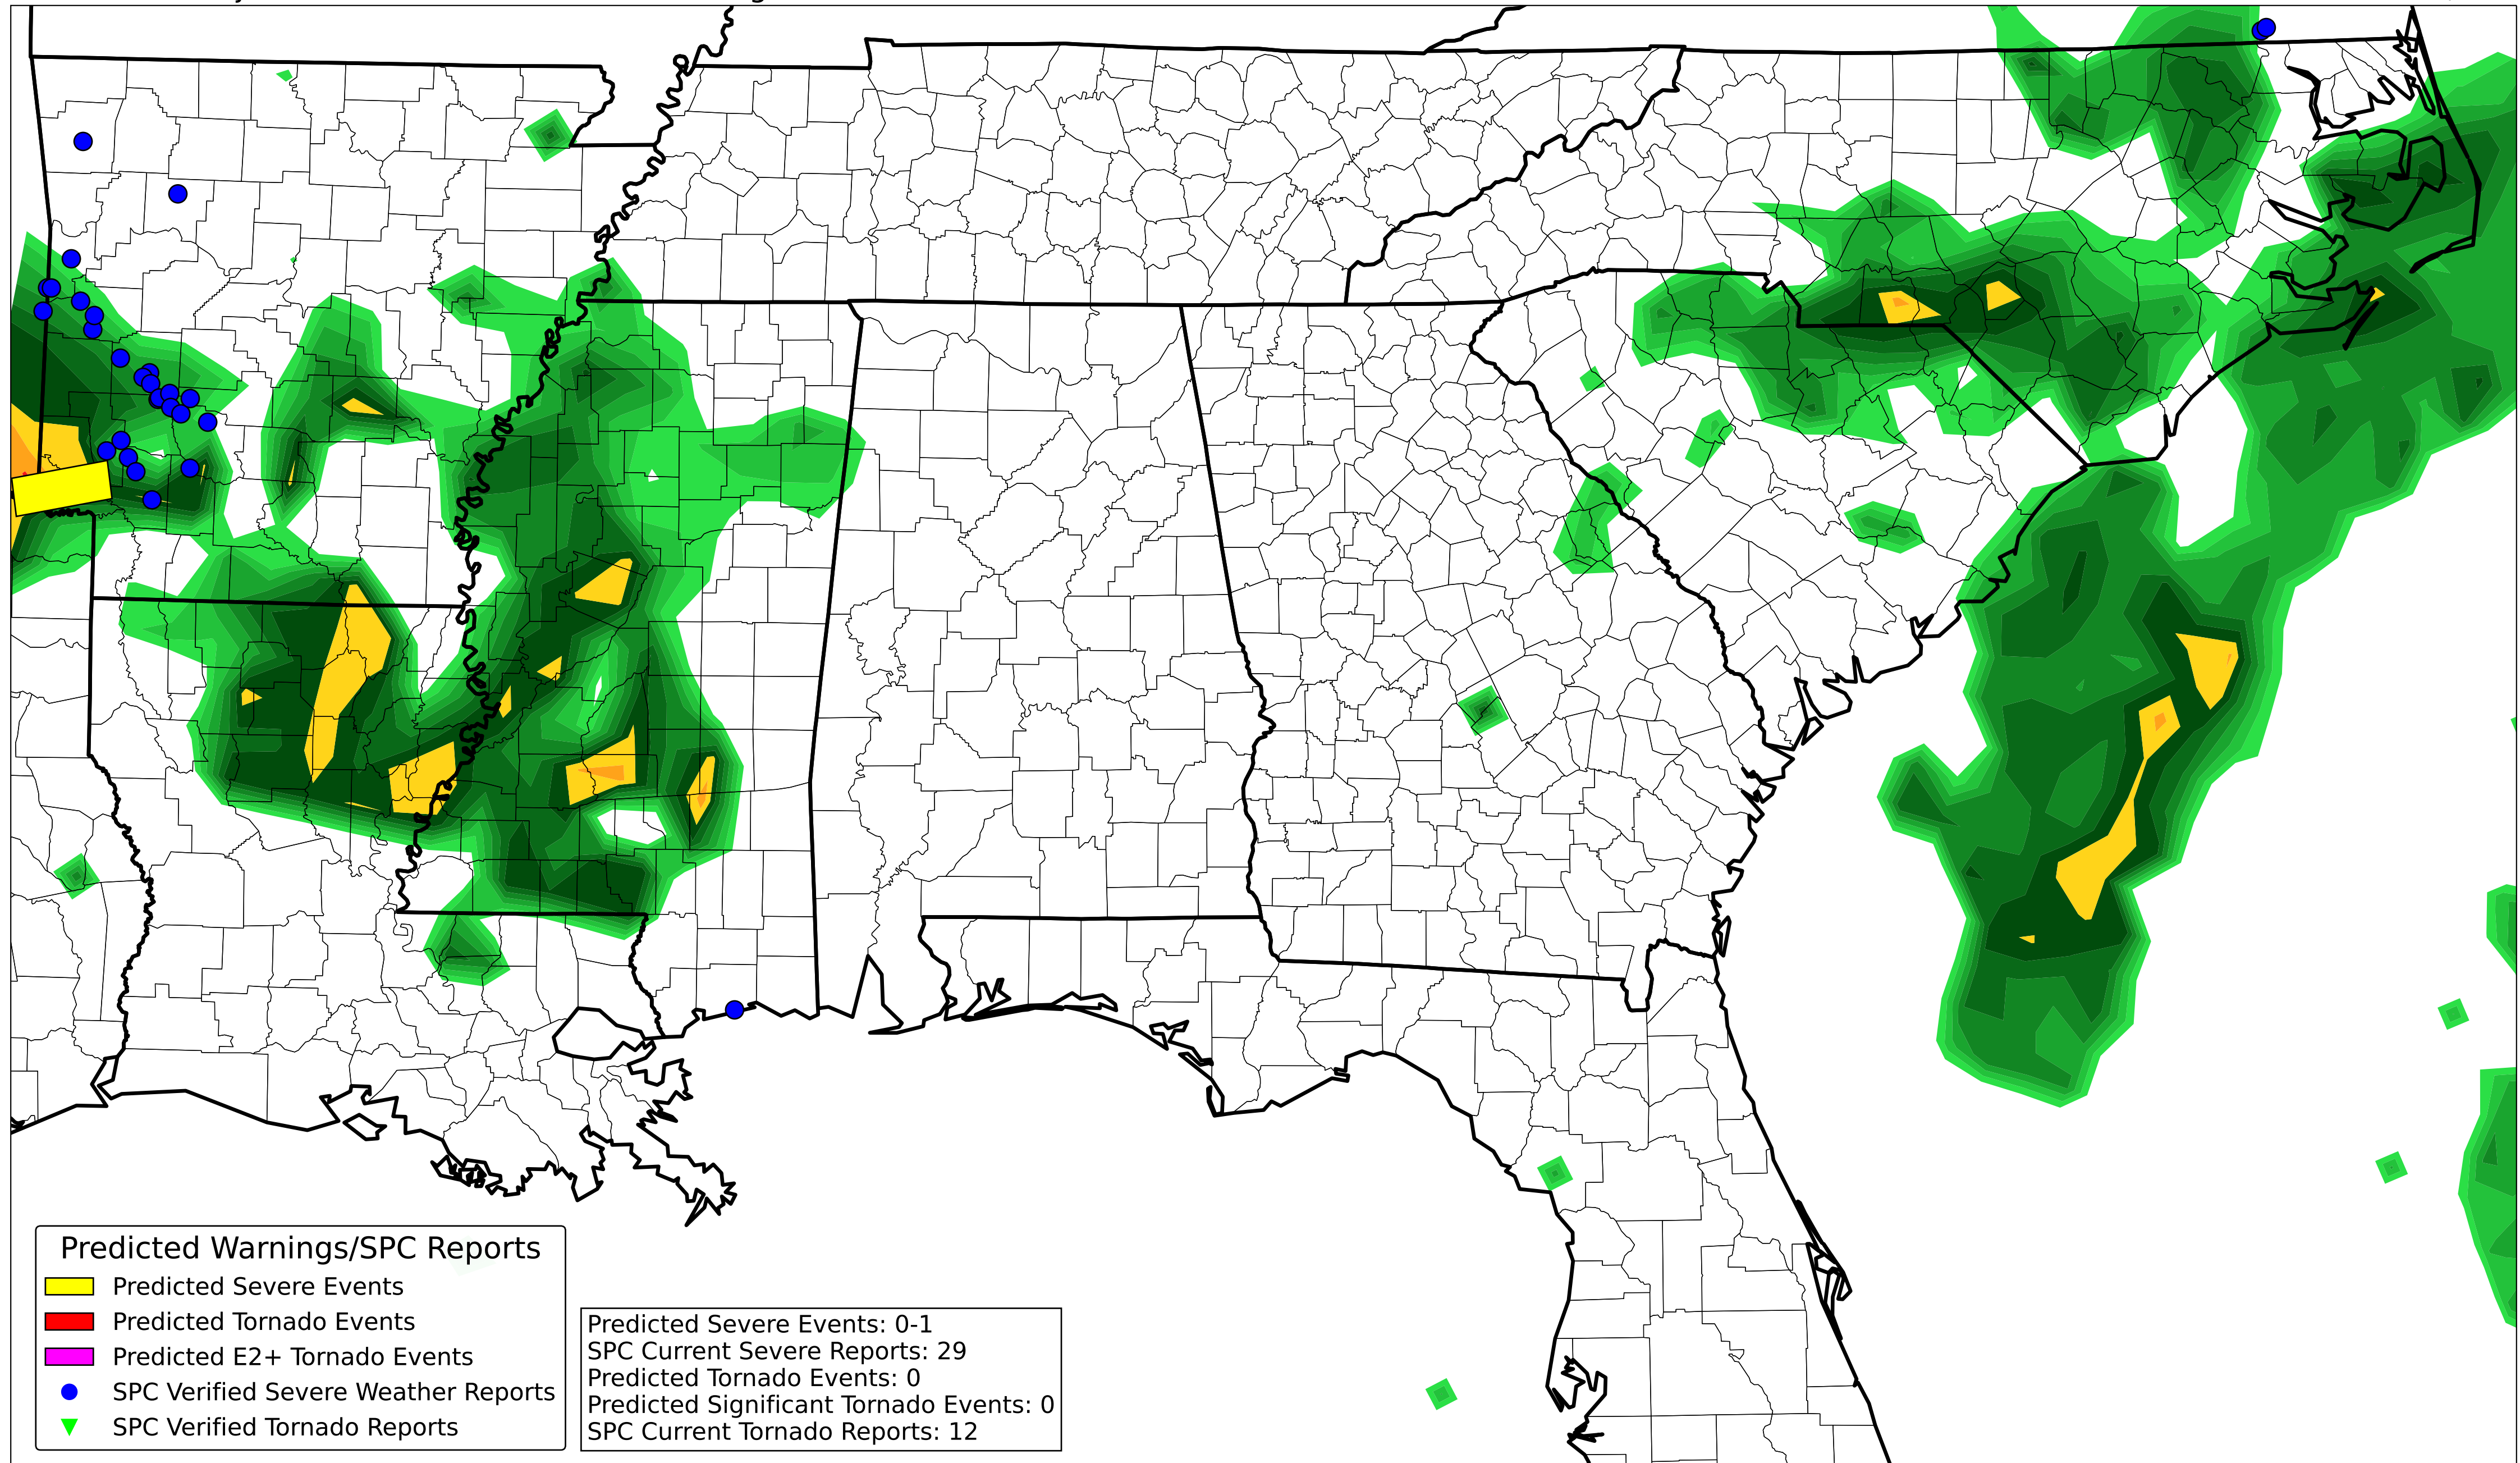 Predicted Warnings/SPC Reports
Predicted Severe Events
Predicted Tornado Events
Predicted E2+ Tornado Events
SPC Verified Severe Weather Reports
SPC Verified Tornado Reports
Predicted Severe Events: 0-1
SPC Current Severe Reports: 29
Predicted Tornado Events: 0
Predicted Significant Tornado Events: 0
SPC Current Tornado Reports: 12